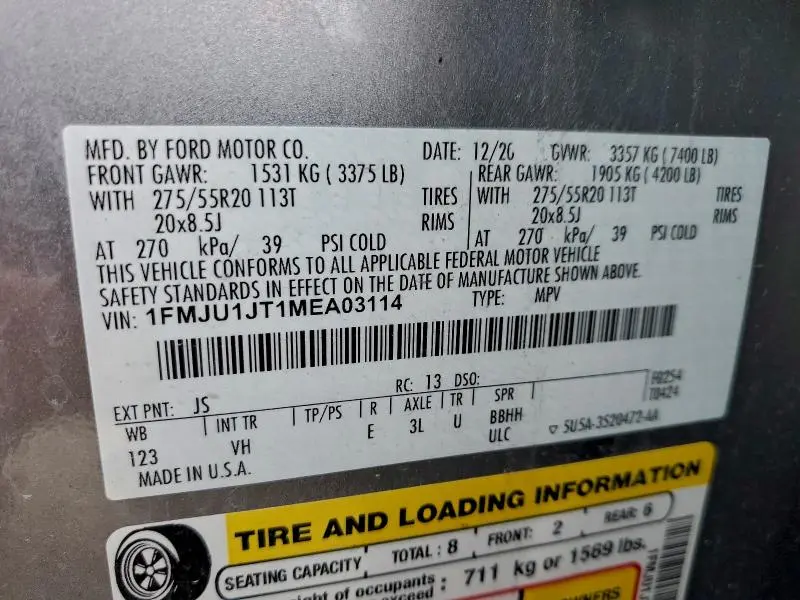 MFD. BY FORD MOTOR CO. DATE: 12/20 GVWR: 3357 KG ( 7400 LB)
FRONT GAWR: 1531 KG ( 3375 LB) REAR GAWR: 1905 KG ( 4200 LB)
WITH 275/55R20 113T TIRES WITH 275/55R20 113T TIRES
20x8.5J RIMS 20x8.5J RIMS
AT 270 kPa/ 39 PSI COLD AT 270 kPa/ 39 PSI COLD
THIS VEHICLE CONFORMS TO ALL APPLICABLE FEDERAL MOTOR VEHICLE
SAFETY STANDARDS IN EFFECT ON THE DATE OF MANUFACTURE SHOWN ABOVE.
VIN: 1FMJU1JT1MEA03114 TYPE: MPV
EXT PNT: JS RC: 13 DSO: F0254
T0424
WB INT TR TP/PS R AXLE TR SPR
123 VH E 3L U BBHH
ULC
5U5A-3520472-AA
MADE IN U.S.A.
TIRE AND LOADING INFORMATION
SEATING CAPACITY TOTAL : 8 FRONT: 2 REAR: 6
of occupants : 711 kg or 1569 lbs.
exceed
OWNERS